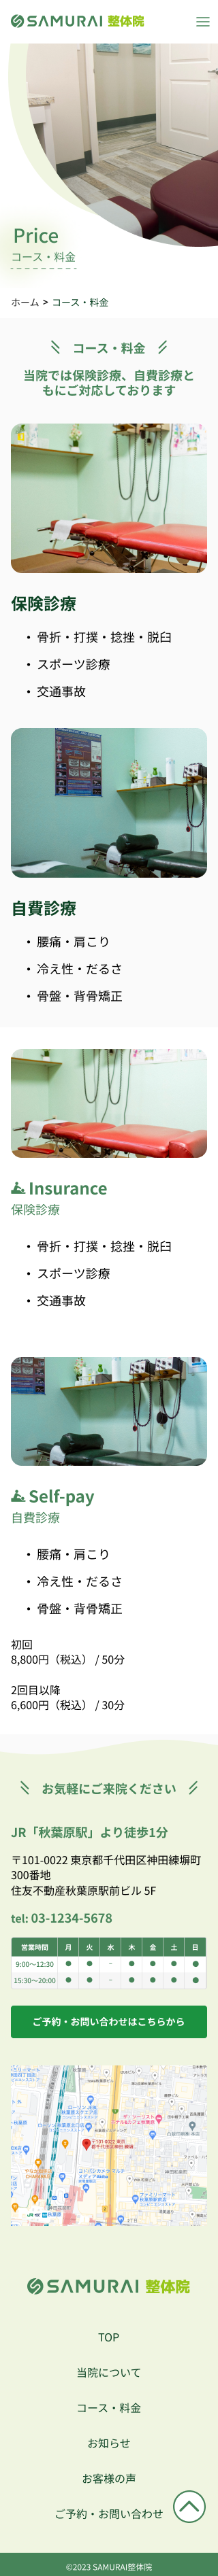 SAMURAI 整体院
Price
コース・料金
ホーム > コース・料金
コース・料金
当院では保険診療、自費診療と
もにご対応しております
保険診療
・骨折・打撲・捻挫・脱臼
・スポーツ診療
・交通事故
自費診療
・腰痛・肩こり
・冷え性・だるさ
・骨盤・背骨矯正
Insurance
保険診療
・骨折・打撲・捻挫・脱臼
・スポーツ診療
・交通事故
Self-pay
自費診療
・腰痛・肩こり
・冷え性・だるさ
・骨盤・背骨矯正
初回
8,800円（税込） / 50分
2回目以降
6,600円（税込） / 30分
お気軽にご来院ください
JR「秋葉原駅」より徒歩1分
〒101-0022 東京都千代田区神田練塀町
300番地
住友不動産秋葉原駅前ビル 5F
tel: 03-1234-5678
営業時間 月 火 水 木 金 土 日
9:00〜12:30 ● ● - ● ● ● ●
15:30〜20:00 ● ● - ● ● ● ●
ご予約・お問い合わせはこちらから
SAMURAI 整体院
TOP
当院について
コース・料金
お知らせ
お客様の声
ご予約・お問い合わせ
©2023 SAMURAI整体院